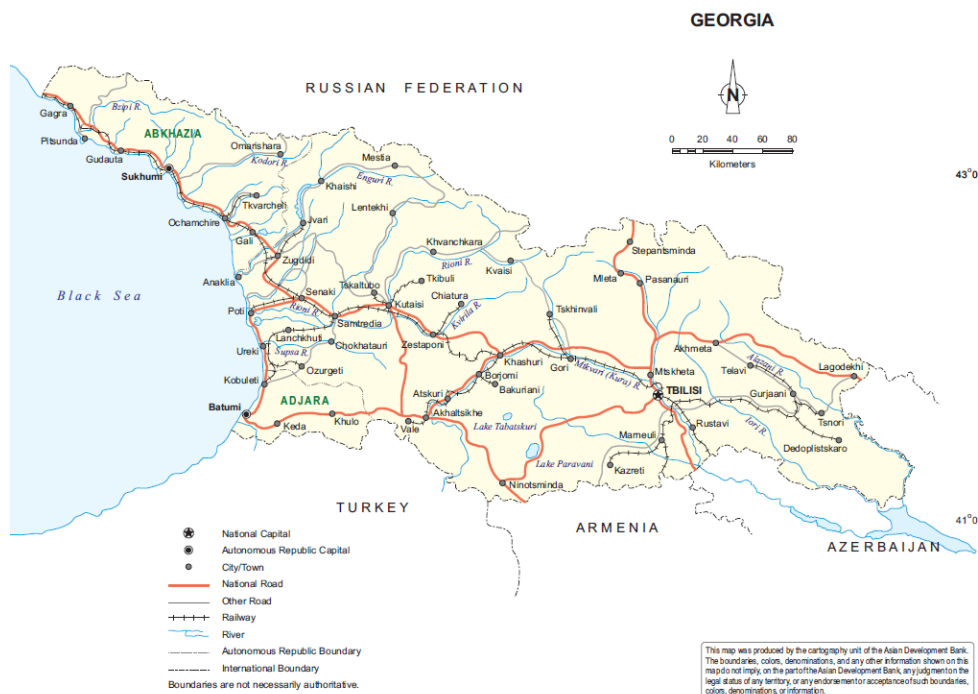 GEORGIA
RUSSIAN FEDERATION
N
0 20 40 60 80
Kilometers
43°0
Gagra
Bzipi R.
ABKHAZIA
Pitsunda
Gudauta
Omarishara
Kodori R.
Sukhumi
Mestia
Enguri R.
Khaishi
Tkvarcheli
Lentekhi
Ochamchire
Jvari
Gali
Khvanchkara
Stepantsminda
Zugdidi
Rioni R.
Kvaisi
Mleta
Pasanauri
Anaklia
Tskaltubo
Tkibuli
Black Sea
Senaki
Chiatura
Kutaisi
Rioni R.
Kvirila R.
Poti
Samtredia
Tskhinvali
Lanchkhuti
Zestaponi
Chokhatauri
Akhmeta
Ureki
Supsa R.
Khashuri
Gori
Mtkvari (Kura) R.
Alazani R.
Telavi
Lagodekhi
Ozurgeti
Borjomi
Mtskheta
Kobuleti
Bakuriani
TBILISI
Gurjaani
Atskuri
ADJARA
Batumi
Akhaltsikhe
Tsnori
Keda
Khulo
Vale
Lake Tabatskuri
Rustavi
Iori R.
Marneuli
Dedoplistskaro
Lake Paravani
Kazreti
Ninotsminda
TURKEY
ARMENIA
41°0
AZERBAIJAN
National Capital
Autonomous Republic Capital
City/Town
National Road
Other Road
Railway
River
Autonomous Republic Boundary
International Boundary
Boundaries are not necessarily authoritative.
This map was produced by the cartography unit of the Asian Development Bank.
The boundaries, colors, denominations, and any other information shown on this
map do not imply, on the part of the Asian Development Bank, any judgment on the
legal status of any territory, or any endorsement or acceptance of such boundaries,
colors, denominations, or information.